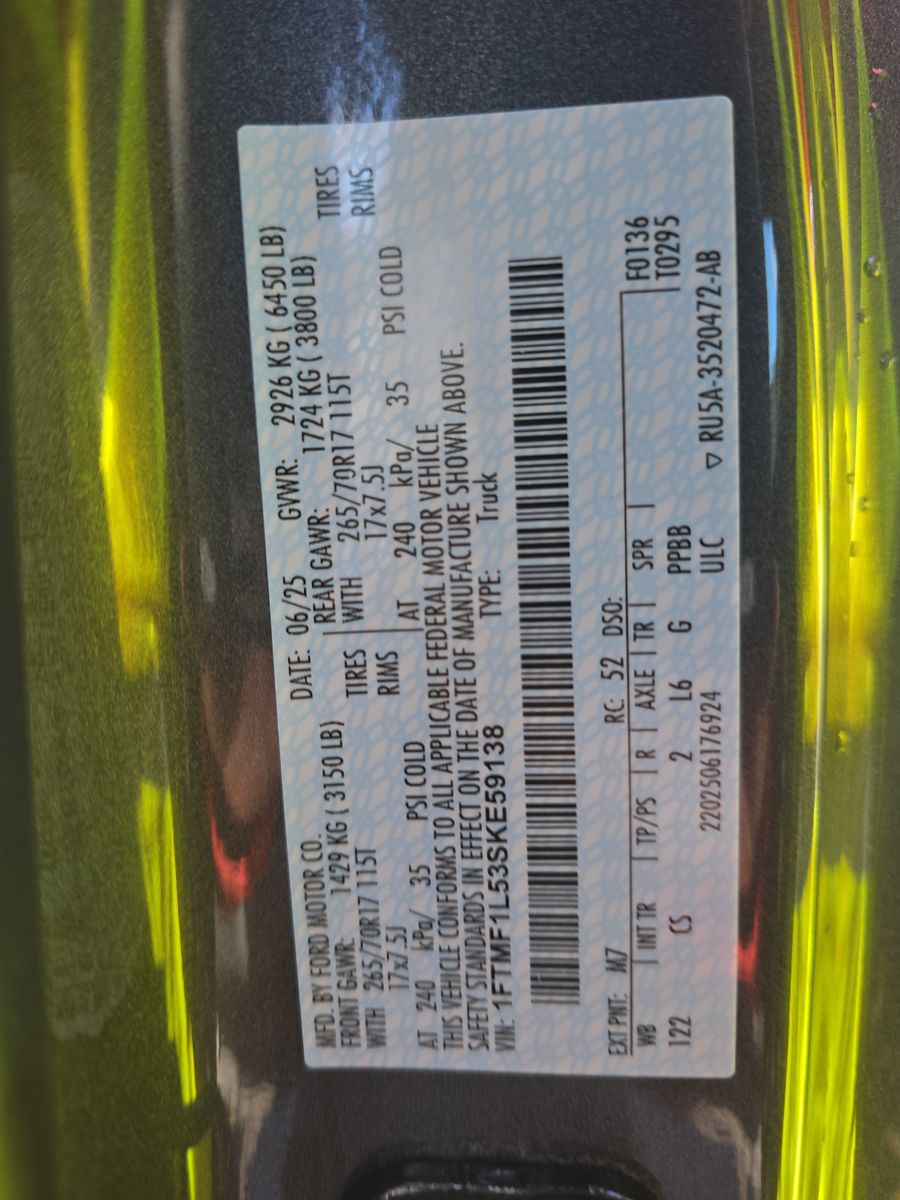 MFD. BY FORD MOTOR CO. DATE: 06/25 GVWR: 2926 KG ( 6450 LB)
FRONT GAWR: 1429 KG ( 3150 LB) REAR GAWR: 1724 KG ( 3800 LB)
WITH 265/70R17 115T TIRES WITH 265/70R17 115T TIRES
17x7.5J RIMS 17x7.5J RIMS
AT 240 kPa/ 35 PSI COLD AT 240 kPa/ 35 PSI COLD
THIS VEHICLE CONFORMS TO ALL APPLICABLE FEDERAL MOTOR VEHICLE
SAFETY STANDARDS IN EFFECT ON THE DATE OF MANUFACTURE SHOWN ABOVE.
VIN: 1FTMF1L53SKE59138 TYPE: Truck
EXT PNT: M7 RC: 52 DSO: F0136
WB INT TR TP/PS R AXLE TR SPR T0295
122 CS 2 L6 G PPBB
2202506176924 ULC ▽ RU5A-3520472-AB